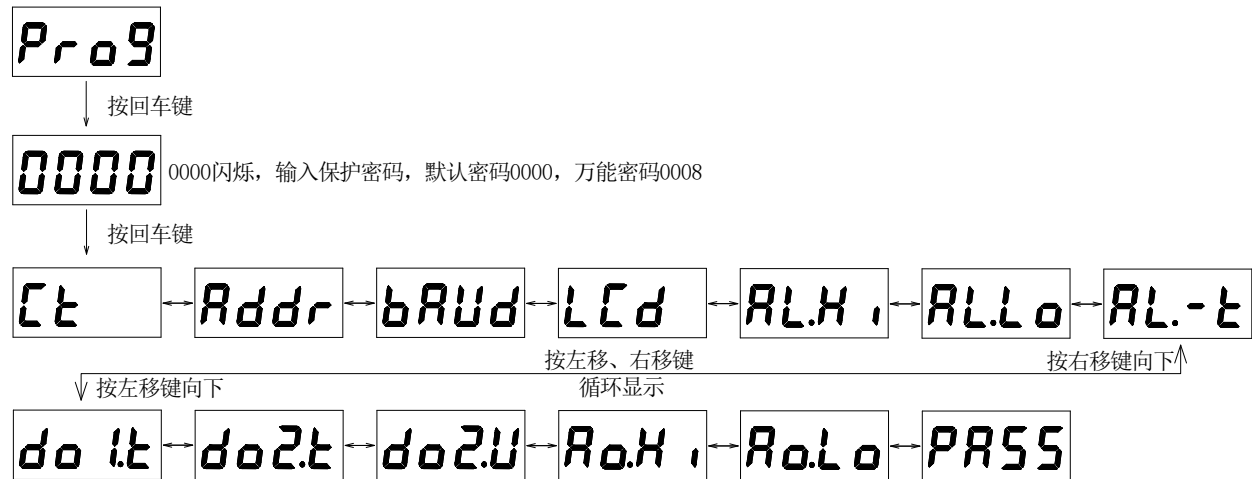 Prog
按回车键
0000 0000闪烁，输入保护密码，默认密码0000，万能密码0008
按回车键
Ct Addr bAUd LCd AL.Hi AL.Lo AL.-t
按左移、右移键 按右移键向下
按左移键向下 循环显示
do1.t do2.t do2.U Ao.Hi Ao.Lo PASS